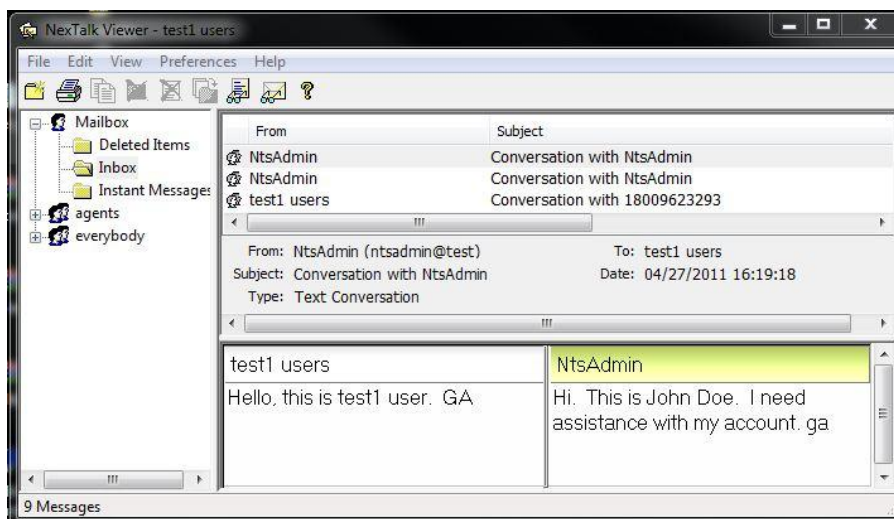 NexTalk Viewer - test1 users
File Edit View Preferences Help
Mailbox
Deleted Items
Inbox
Instant Messages
agents
everybody
From Subject
NtsAdmin Conversation with NtsAdmin
NtsAdmin Conversation with NtsAdmin
test1 users Conversation with 18009623293
From: NtsAdmin (ntsadmin@test) To: test1 users
Subject: Conversation with NtsAdmin Date: 04/27/2011 16:19:18
Type: Text Conversation
test1 users
Hello, this is test1 user. GA
NtsAdmin
Hi. This is John Doe. I need
assistance with my account. ga
9 Messages